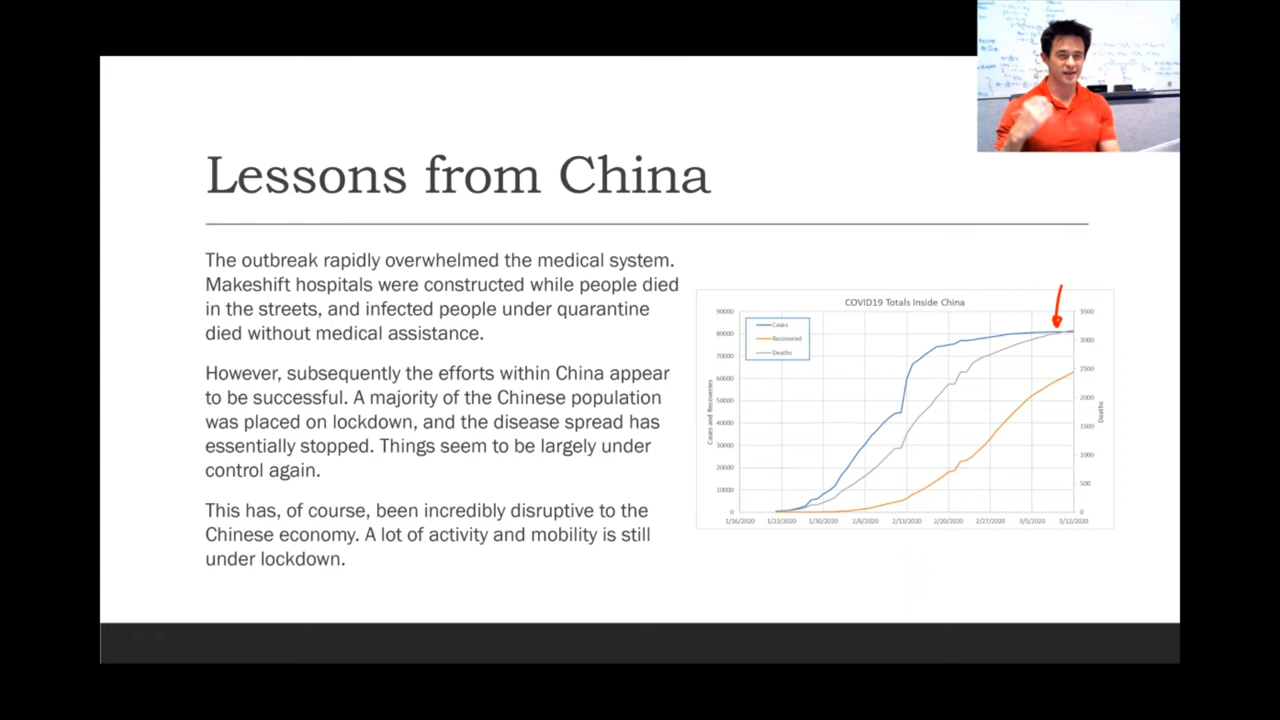 Lessons from China
The outbreak rapidly overwhelmed the medical system.
Makeshift hospitals were constructed while people died
in the streets, and infected people under quarantine
died without medical assistance.
However, subsequently the efforts within China appear
to be successful. A majority of the Chinese population
was placed on lockdown, and the disease spread has
essentially stopped. Things seem to be largely under
control again.
This has, of course, been incredibly disruptive to the
Chinese economy. A lot of activity and mobility is still
under lockdown.
COVID19 Totals Inside China
Cases
Recovered
Deaths
Cases and Recoveries
90000
80000
70000
60000
50000
40000
30000
20000
10000
0
3500
3000
2500
2000
1500
1000
500
0
Deaths
1/16/2020 1/23/2020 1/30/2020 2/6/2020 2/13/2020 2/20/2020 2/27/2020 3/5/2020 3/12/2020